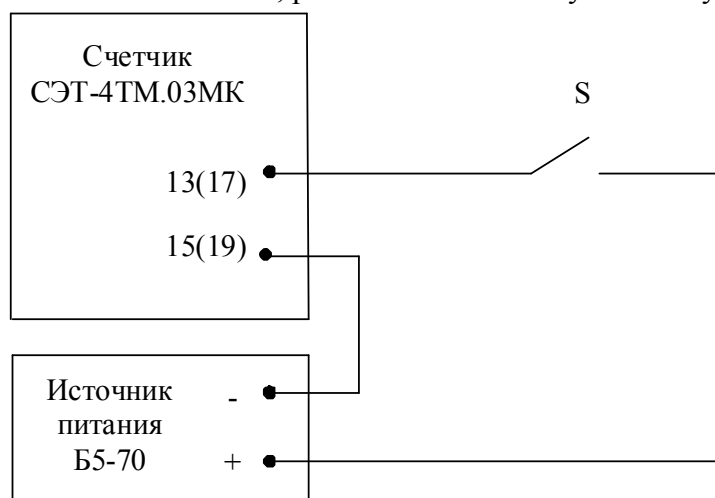 Счетчик
СЭТ-4ТМ.03МК
S
13(17)
15(19)
Источник
питания
Б5-70
-
+